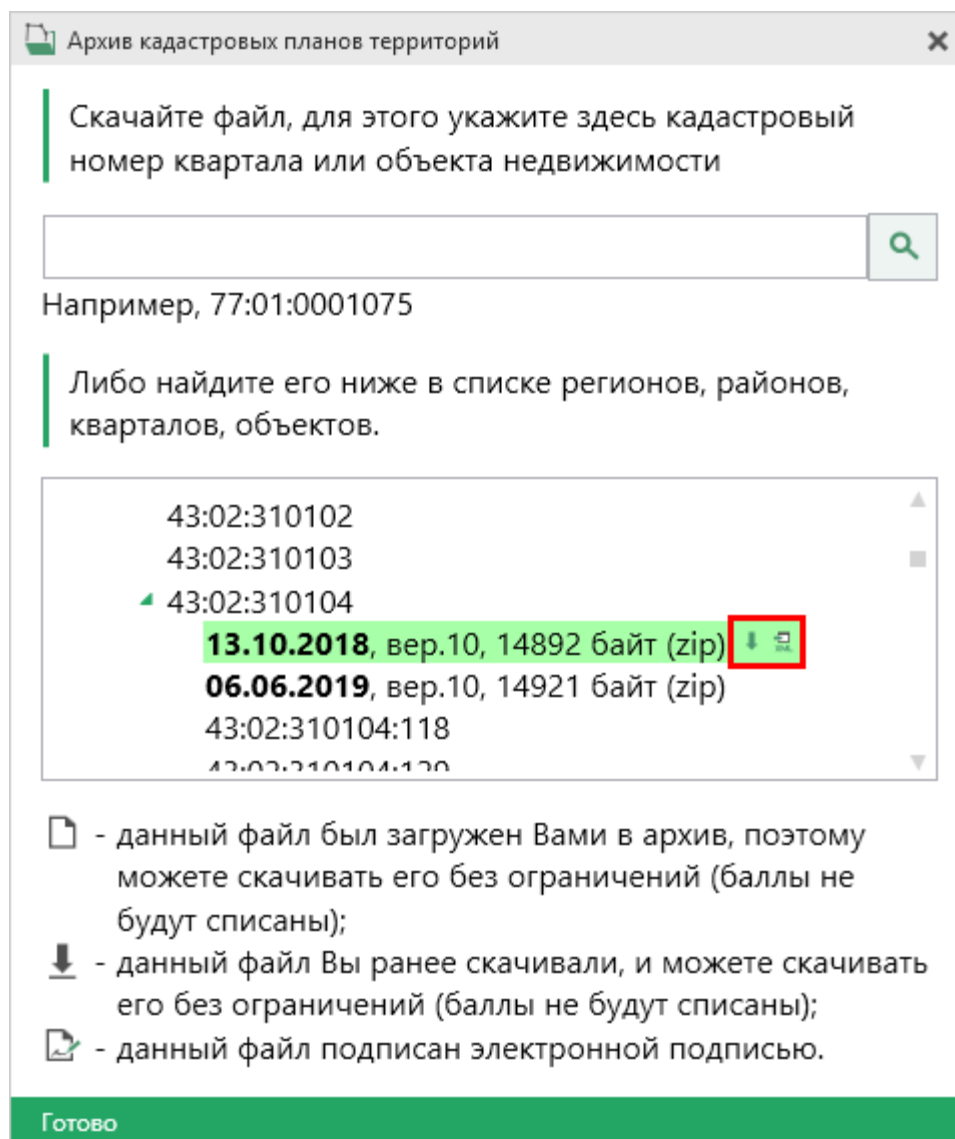 Архив кадастровых планов территорий
Скачайте файл, для этого укажите здесь кадастровый
номер квартала или объекта недвижимости
Например, 77:01:0001075
Либо найдите его ниже в списке регионов, районов,
кварталов, объектов.
43:02:310102
43:02:310103
43:02:310104
13.10.2018, вер.10, 14892 байт (zip)
06.06.2019, вер.10, 14921 байт (zip)
43:02:310104:118
- данный файл был загружен Вами в архив, поэтому
можете скачивать его без ограничений (баллы не
будут списаны);
- данный файл Вы ранее скачивали, и можете скачивать
его без ограничений (баллы не будут списаны);
- данный файл подписан электронной подписью.
Готово